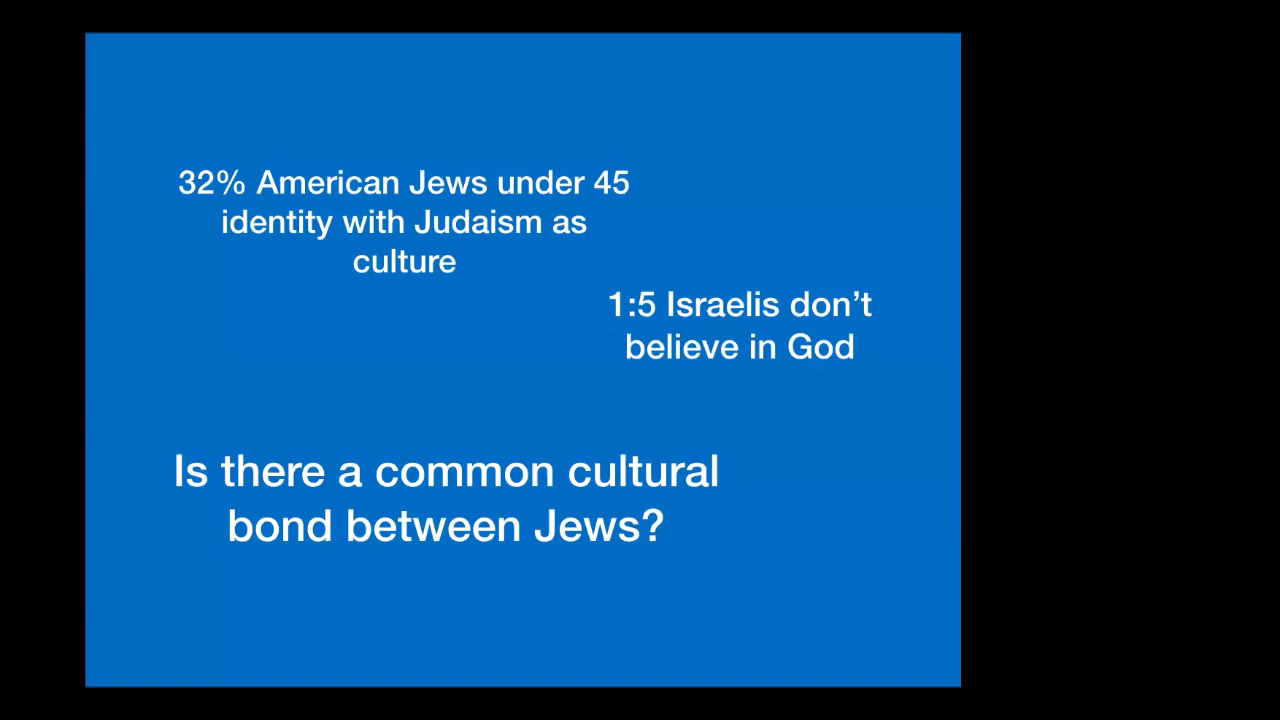 32% American Jews under 45
identity with Judaism as
culture
1:5 Israelis don’t
believe in God
Is there a common cultural
bond between Jews?